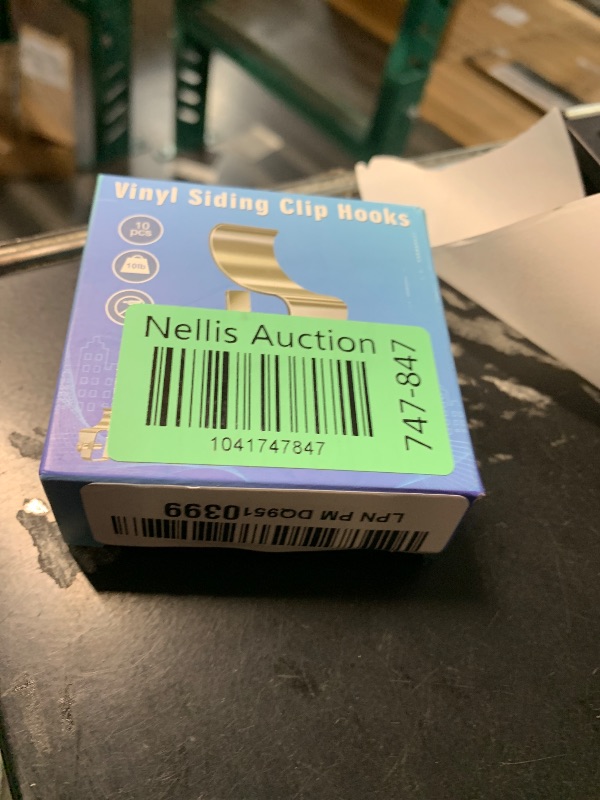 Vinyl Siding Clip Hooks
10
pcs
10lb
Nellis Auction
1041747847
747-847
LPN PM DQ9510399